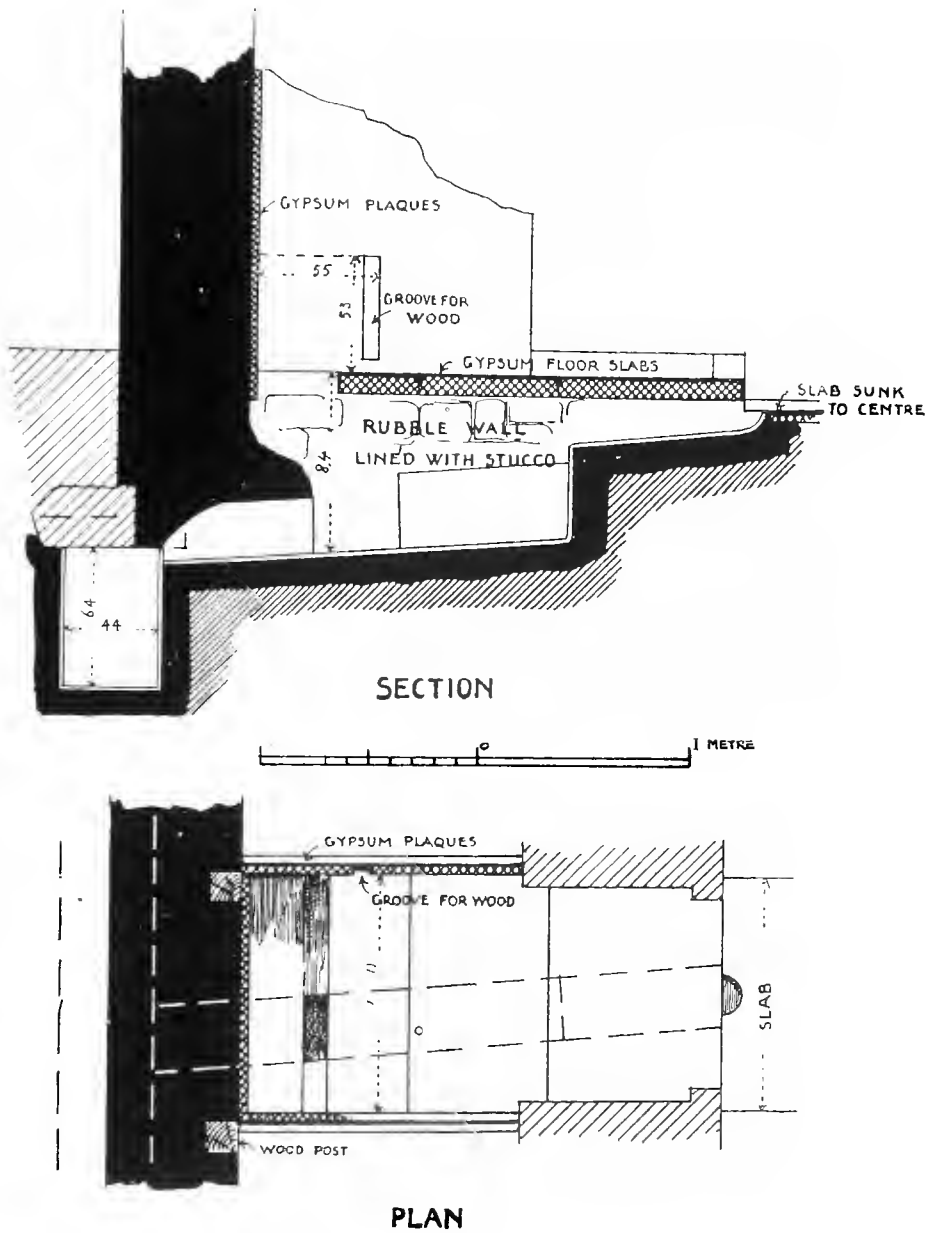 GYPSUM PLAQUES
55
53
GROOVE FOR
WOOD
GYPSUM FLOOR SLABS
SLAB SUNK
TO CENTRE
RUBBLE WALL
LINED WITH STUCCO
84
64
44
SECTION
0
1 METRE
GYPSUM PLAQUES
GROOVE FOR WOOD
SLAB
WOOD POST
PLAN